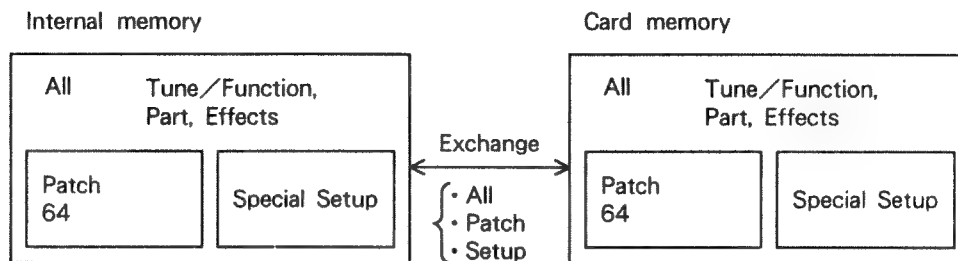 Internal memory
All Tune／Function,
Part, Effects
Patch
64
Special Setup
Exchange
・All
・Patch
・Setup
Card memory
All Tune／Function,
Part, Effects
Patch
64
Special Setup